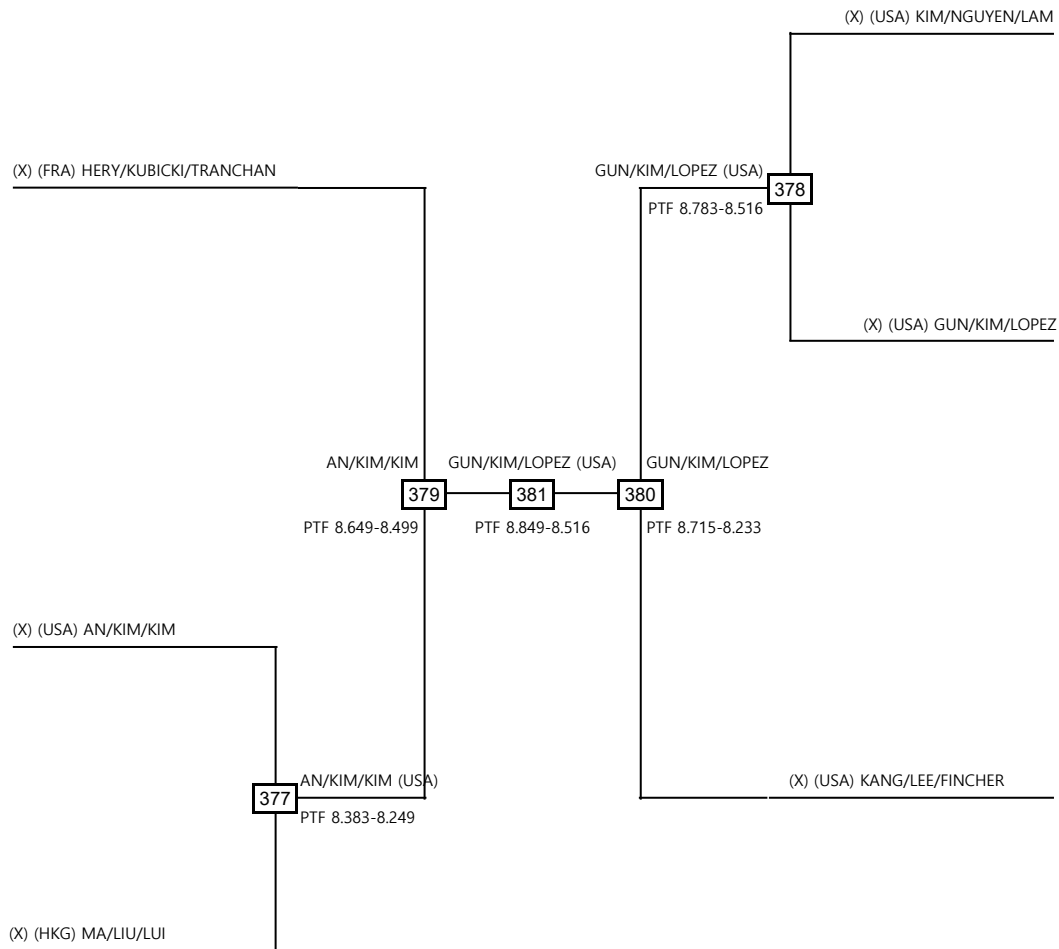 (X) (USA) KIM/NGUYEN/LAM
(X) (FRA) HERY/KUBICKI/TRANCHAN
GUN/KIM/LOPEZ (USA)
378
PTF 8.783-8.516
(X) (USA) GUN/KIM/LOPEZ
AN/KIM/KIM
GUN/KIM/LOPEZ (USA)
GUN/KIM/LOPEZ
379
381
380
PTF 8.649-8.499
PTF 8.849-8.516
PTF 8.715-8.233
(X) (USA) AN/KIM/KIM
AN/KIM/KIM (USA)
(X) (USA) KANG/LEE/FINCHER
377
PTF 8.383-8.249
(X) (HKG) MA/LIU/LUI